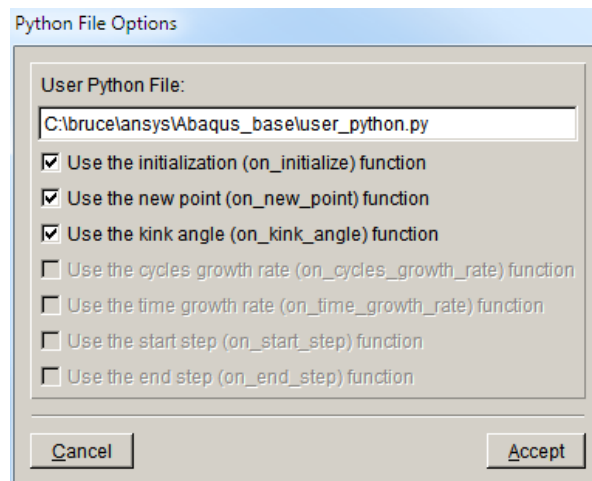 Python File Options
User Python File:
C:\bruce\ansys\Abaqus_base\user_python.py
Use the initialization (on_initialize) function
Use the new point (on_new_point) function
Use the kink angle (on_kink_angle) function
Use the cycles growth rate (on_cycles_growth_rate) function
Use the time growth rate (on_time_growth_rate) function
Use the start step (on_start_step) function
Use the end step (on_end_step) function
Cancel Accept